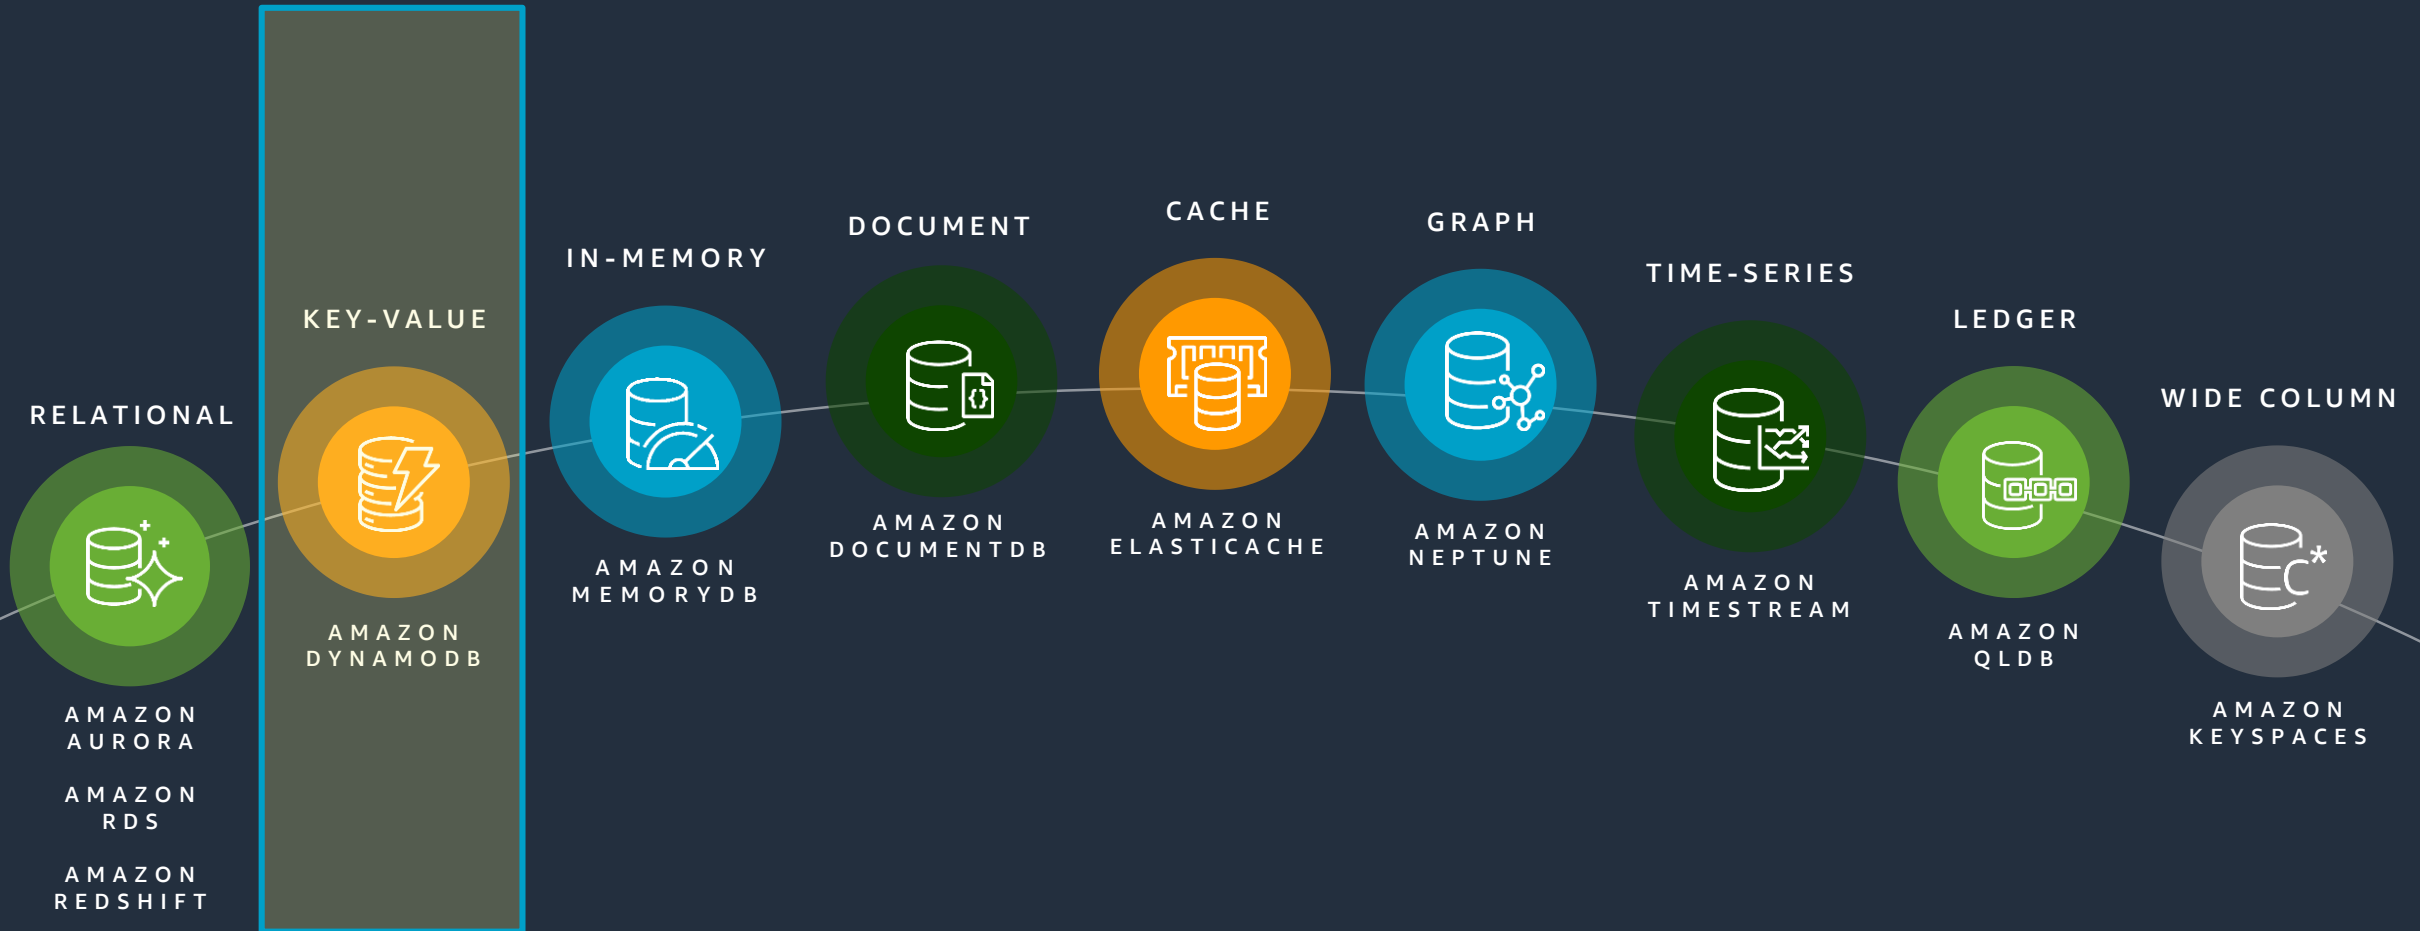 RELATIONAL
AMAZON
AURORA
AMAZON
RDS
AMAZON
REDSHIFT
KEY-VALUE
AMAZON
DYNAMODB
IN-MEMORY
AMAZON
MEMORYDB
DOCUMENT
{}
AMAZON
DOCUMENTDB
CACHE
AMAZON
ELASTICACHE
GRAPH
AMAZON
NEPTUNE
TIME-SERIES
AMAZON
TIMESTREAM
LEDGER
AMAZON
QLDB
WIDE COLUMN
C*
AMAZON
KEYSPACES